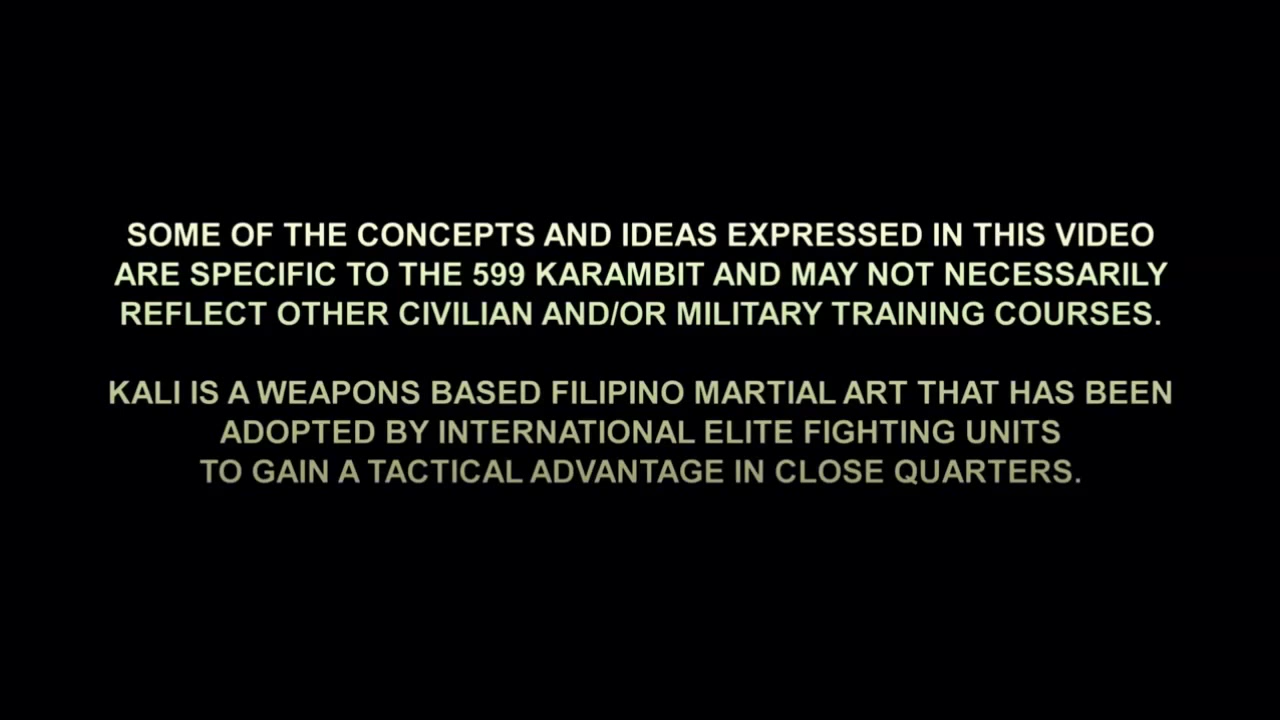 SOME OF THE CONCEPTS AND IDEAS EXPRESSED IN THIS VIDEO
ARE SPECIFIC TO THE 599 KARAMBIT AND MAY NOT NECESSARILY
REFLECT OTHER CIVILIAN AND/OR MILITARY TRAINING COURSES.
KALI IS A WEAPONS BASED FILIPINO MARTIAL ART THAT HAS BEEN
ADOPTED BY INTERNATIONAL ELITE FIGHTING UNITS
TO GAIN A TACTICAL ADVANTAGE IN CLOSE QUARTERS.